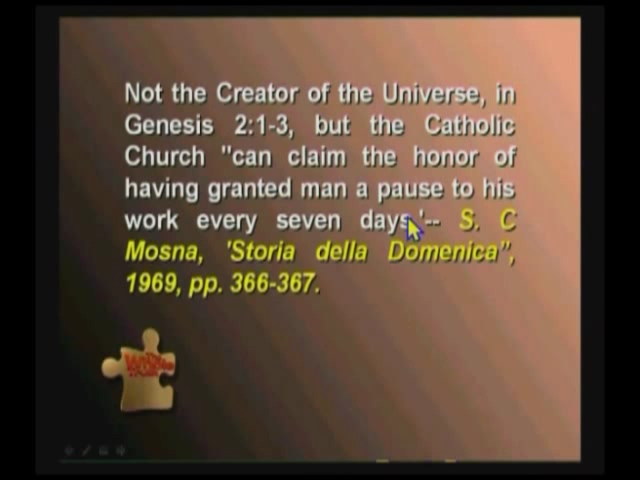 Not the Creator of the Universe, in
Genesis 2:1-3, but the Catholic
Church "can claim the honor of
having granted man a pause to his
work every seven days.'-- S. C
Mosna, 'Storia della Domenica",
1969, pp. 366-367.